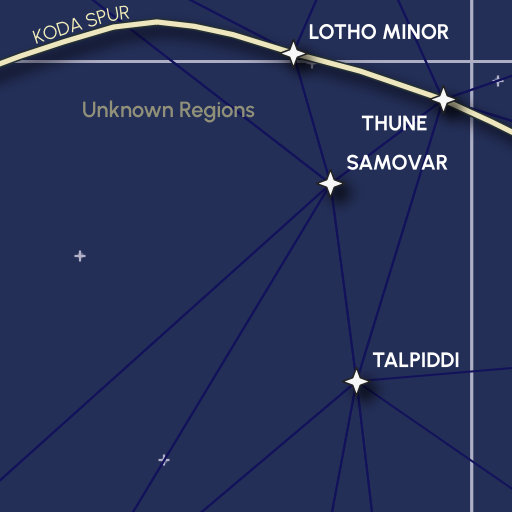 KODA SPUR
LOTHO MINOR
Unknown Regions
THUNE
SAMOVAR
TALPIDDI